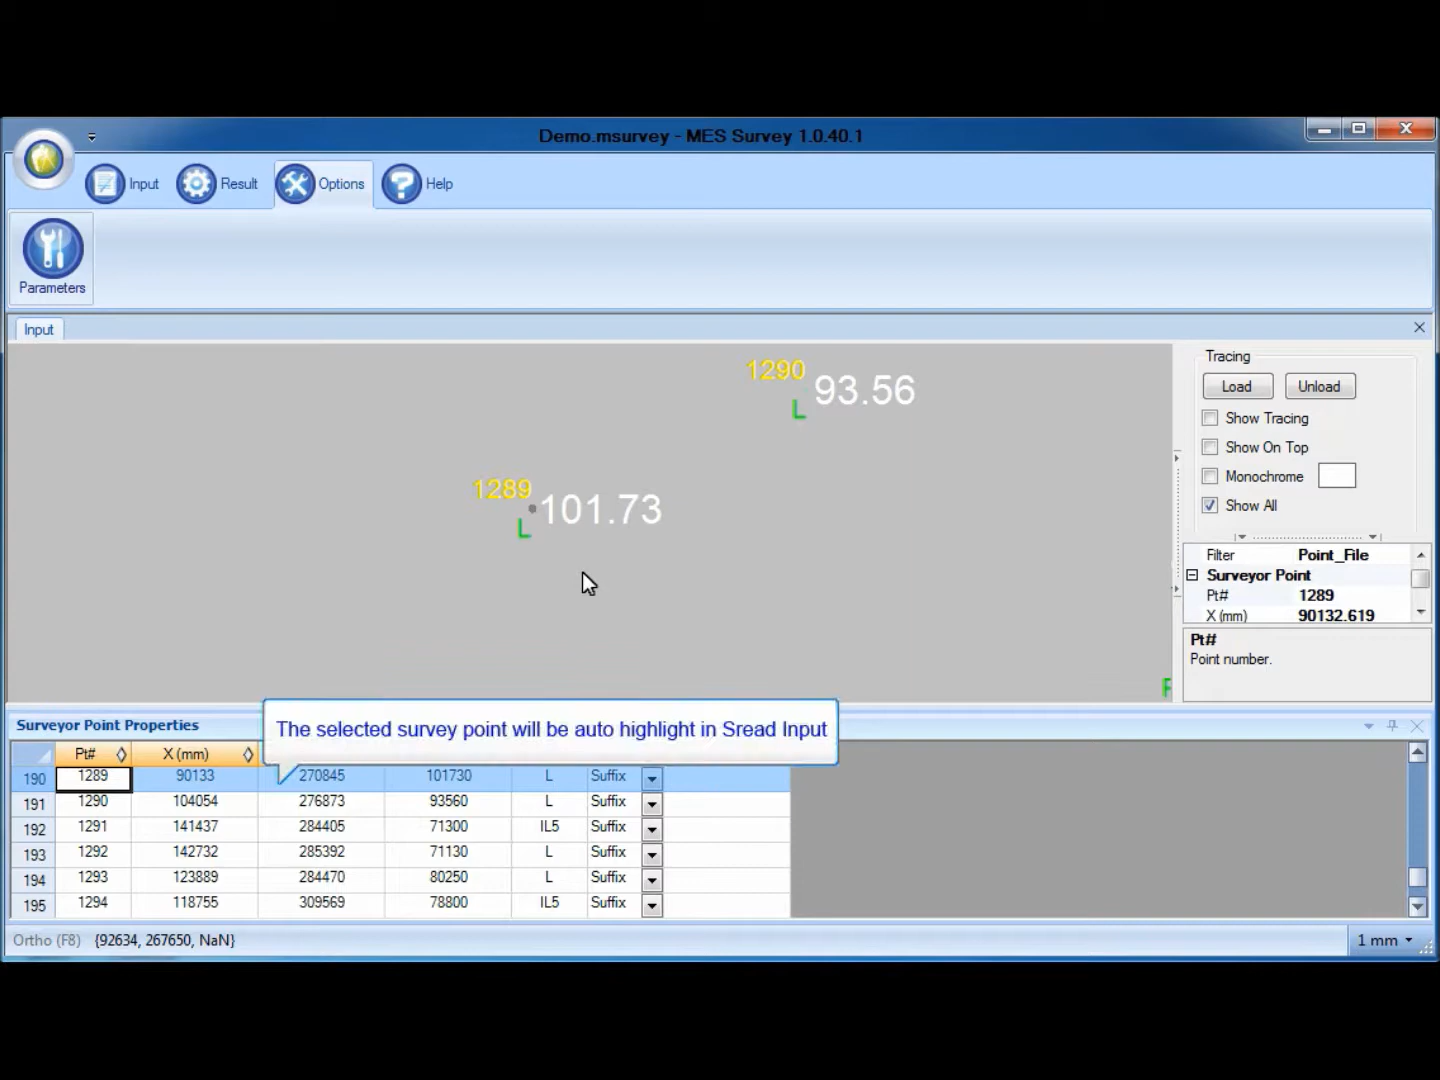 Demo.msurvey - MES Survey 1.0.40.1
Input Result Options Help
Parameters
Input
1290
93.56
L
1289
101.73
L
F
Tracing
Load Unload
Show Tracing
Show On Top
Monochrome
Show All
Filter Point_File
Surveyor Point
Pt# 1289
X (mm) 90132.619
Pt#
Point number.
Surveyor Point Properties
The selected survey point will be auto highlight in Sread Input
Pt# X (mm)
190 1289 90133 270845 101730 L Suffix
191 1290 104054 276873 93560 L Suffix
192 1291 141437 284405 71300 IL5 Suffix
193 1292 142732 285392 71130 L Suffix
194 1293 123889 284470 80250 L Suffix
195 1294 118755 309569 78800 IL5 Suffix
Ortho (F8) {92634, 267650, NaN}
1 mm